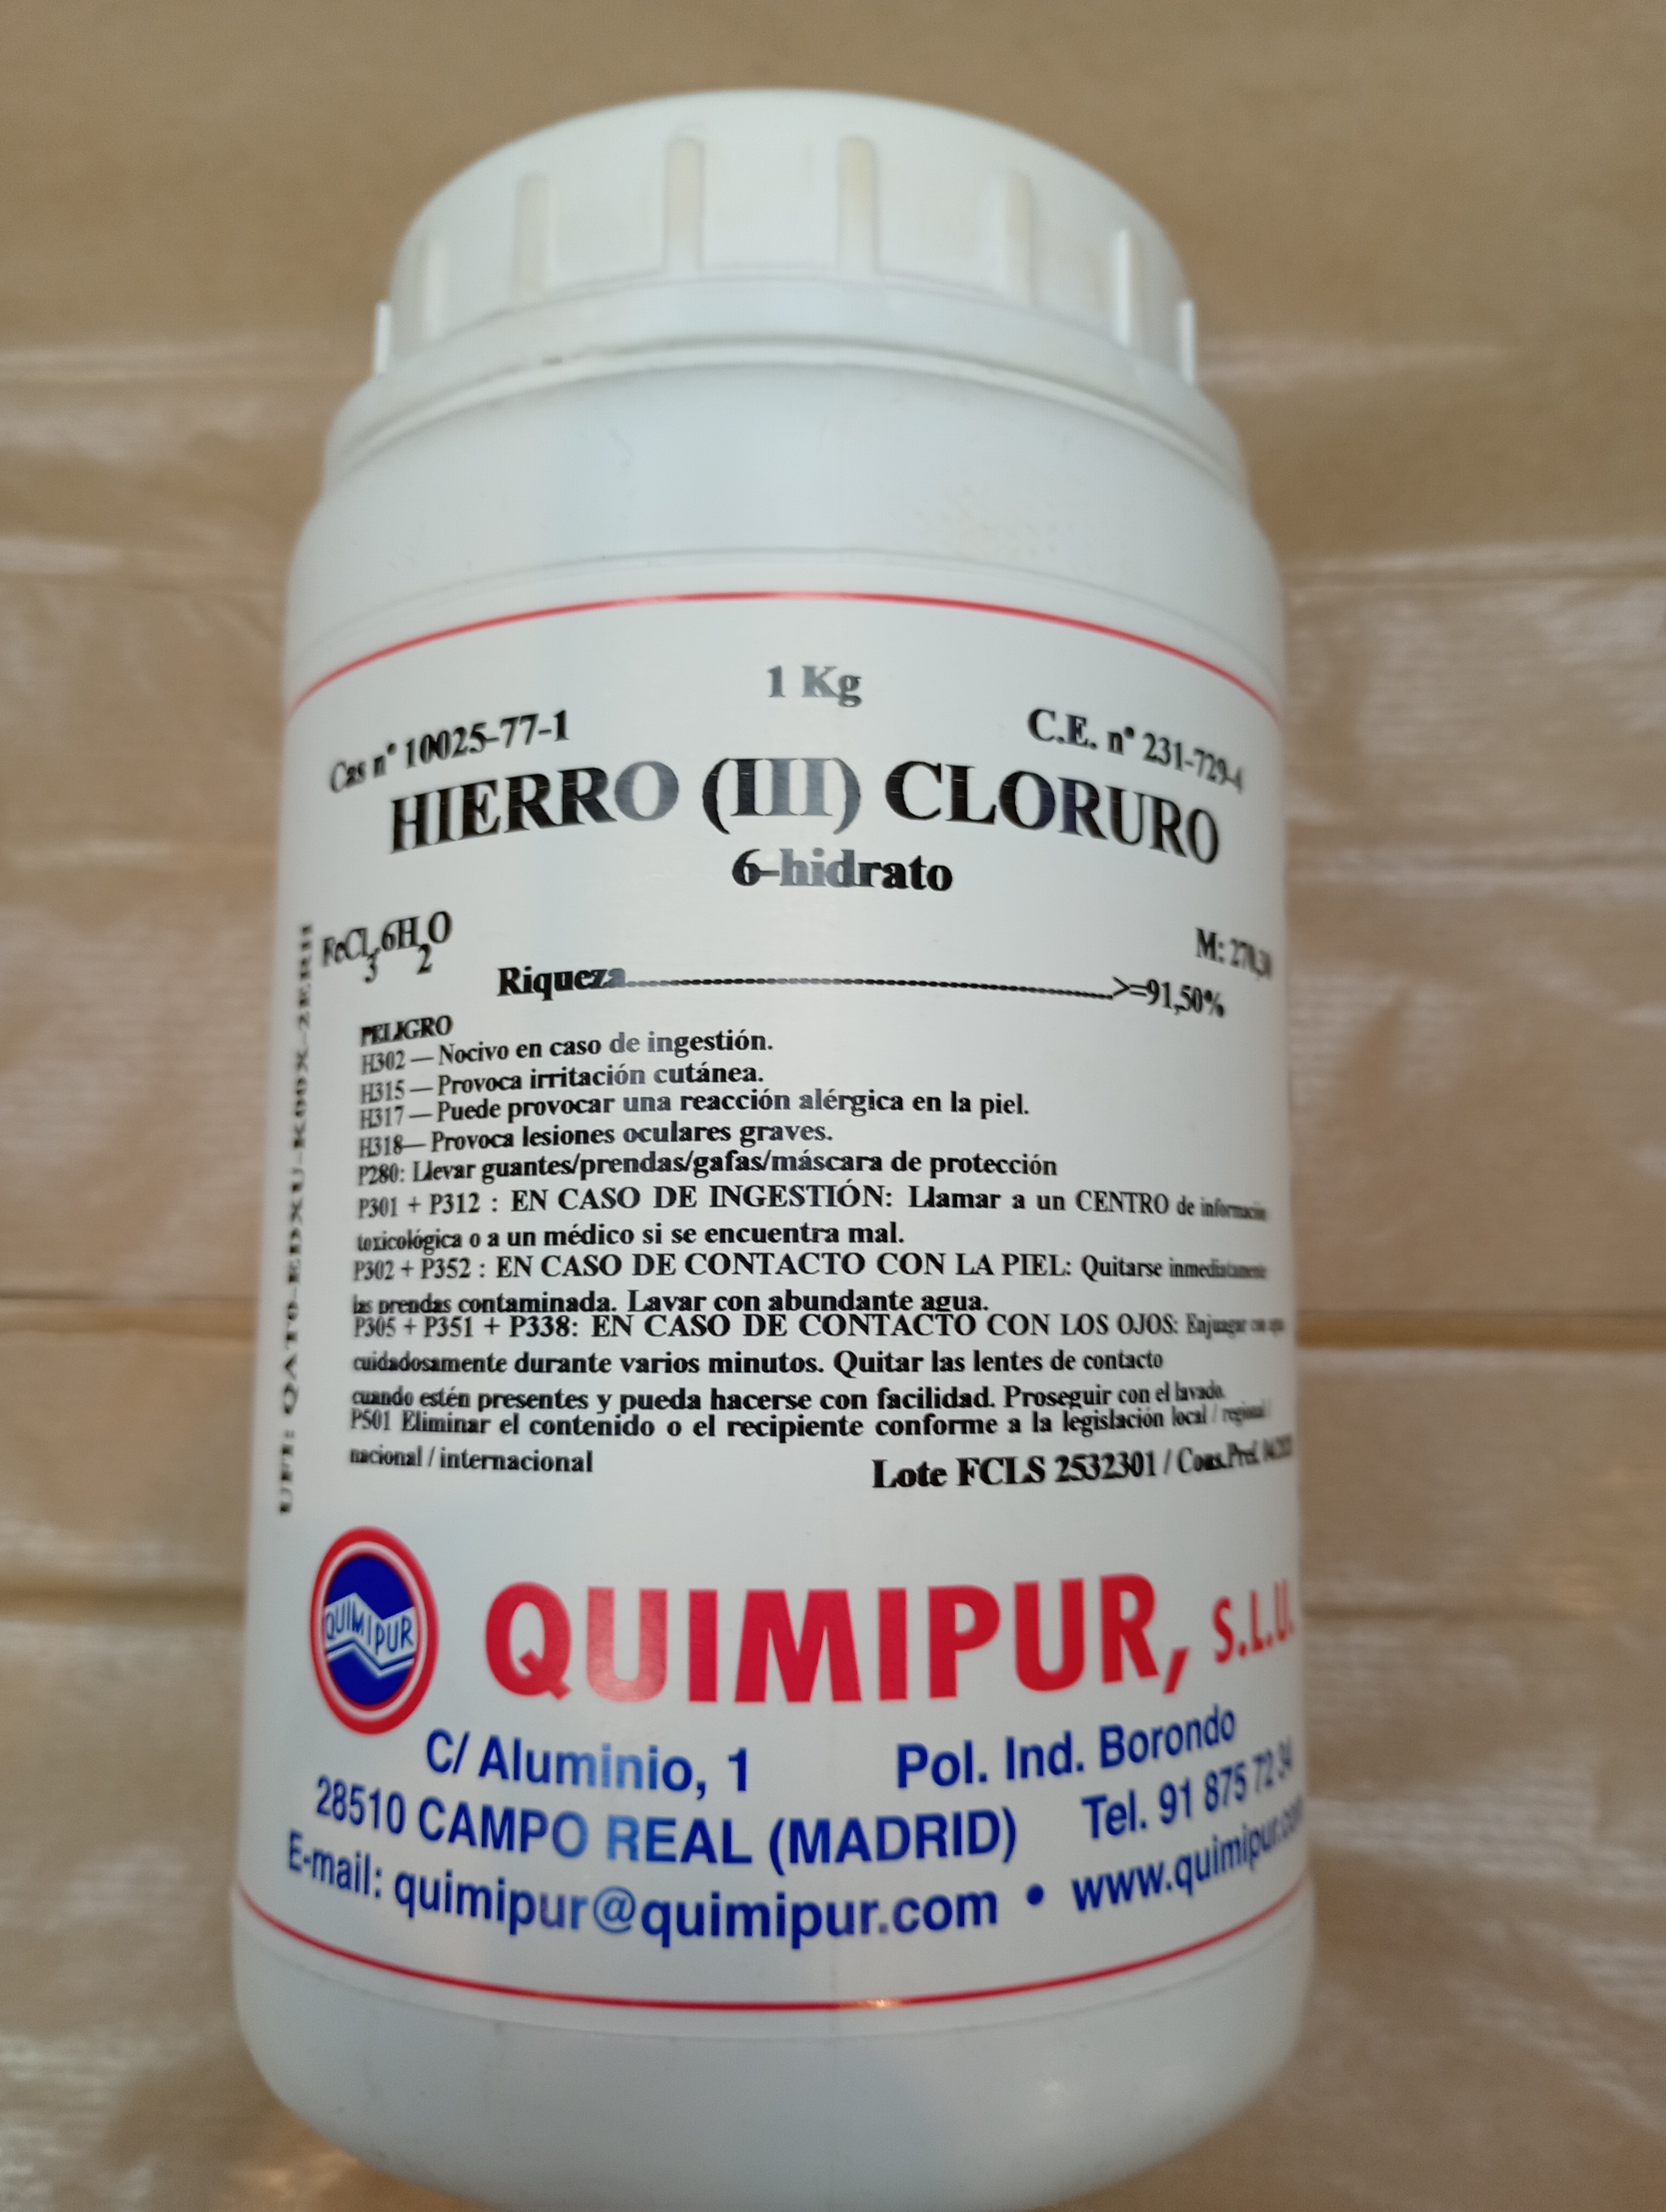 1 Kg
Cas nº 10025-77-1
C.E. nº 231-729-4
HIERRO (III) CLORURO
6-hidrato
FeCl3 6H2O
M: 270,30
Riqueza..........>=91,50%
PELIGRO
H302 — Nocivo en caso de ingestión.
H315 — Provoca irritación cutánea.
H317 — Puede provocar una reacción alérgica en la piel.
H318— Provoca lesiones oculares graves.
P280: Llevar guantes/prendas/gafas/máscara de protección
P301 + P312 : EN CASO DE INGESTIÓN: Llamar a un CENTRO de información
toxicológica o a un médico si se encuentra mal.
P302 + P352 : EN CASO DE CONTACTO CON LA PIEL: Quitarse inmediatamente
las prendas contaminada. Lavar con abundante agua.
P305 + P351 + P338: EN CASO DE CONTACTO CON LOS OJOS: Enjuagar con agua
cuidadosamente durante varios minutos. Quitar las lentes de contacto
cuando estén presentes y pueda hacerse con facilidad. Proseguir con el lavado.
P501 Eliminar el contenido o el recipiente conforme a la legislación local / regional /
nacional / internacional
Lote FCLS 2532301 / Cons.Pref.
UFI:
QUIMIPUR
QUIMIPUR, S.L.U.
C/ Aluminio, 1 Pol. Ind. Borondo
28510 CAMPO REAL (MADRID) Tel. 91 875 72 34
E-mail: quimipur@quimipur.com • www.quimipur.com